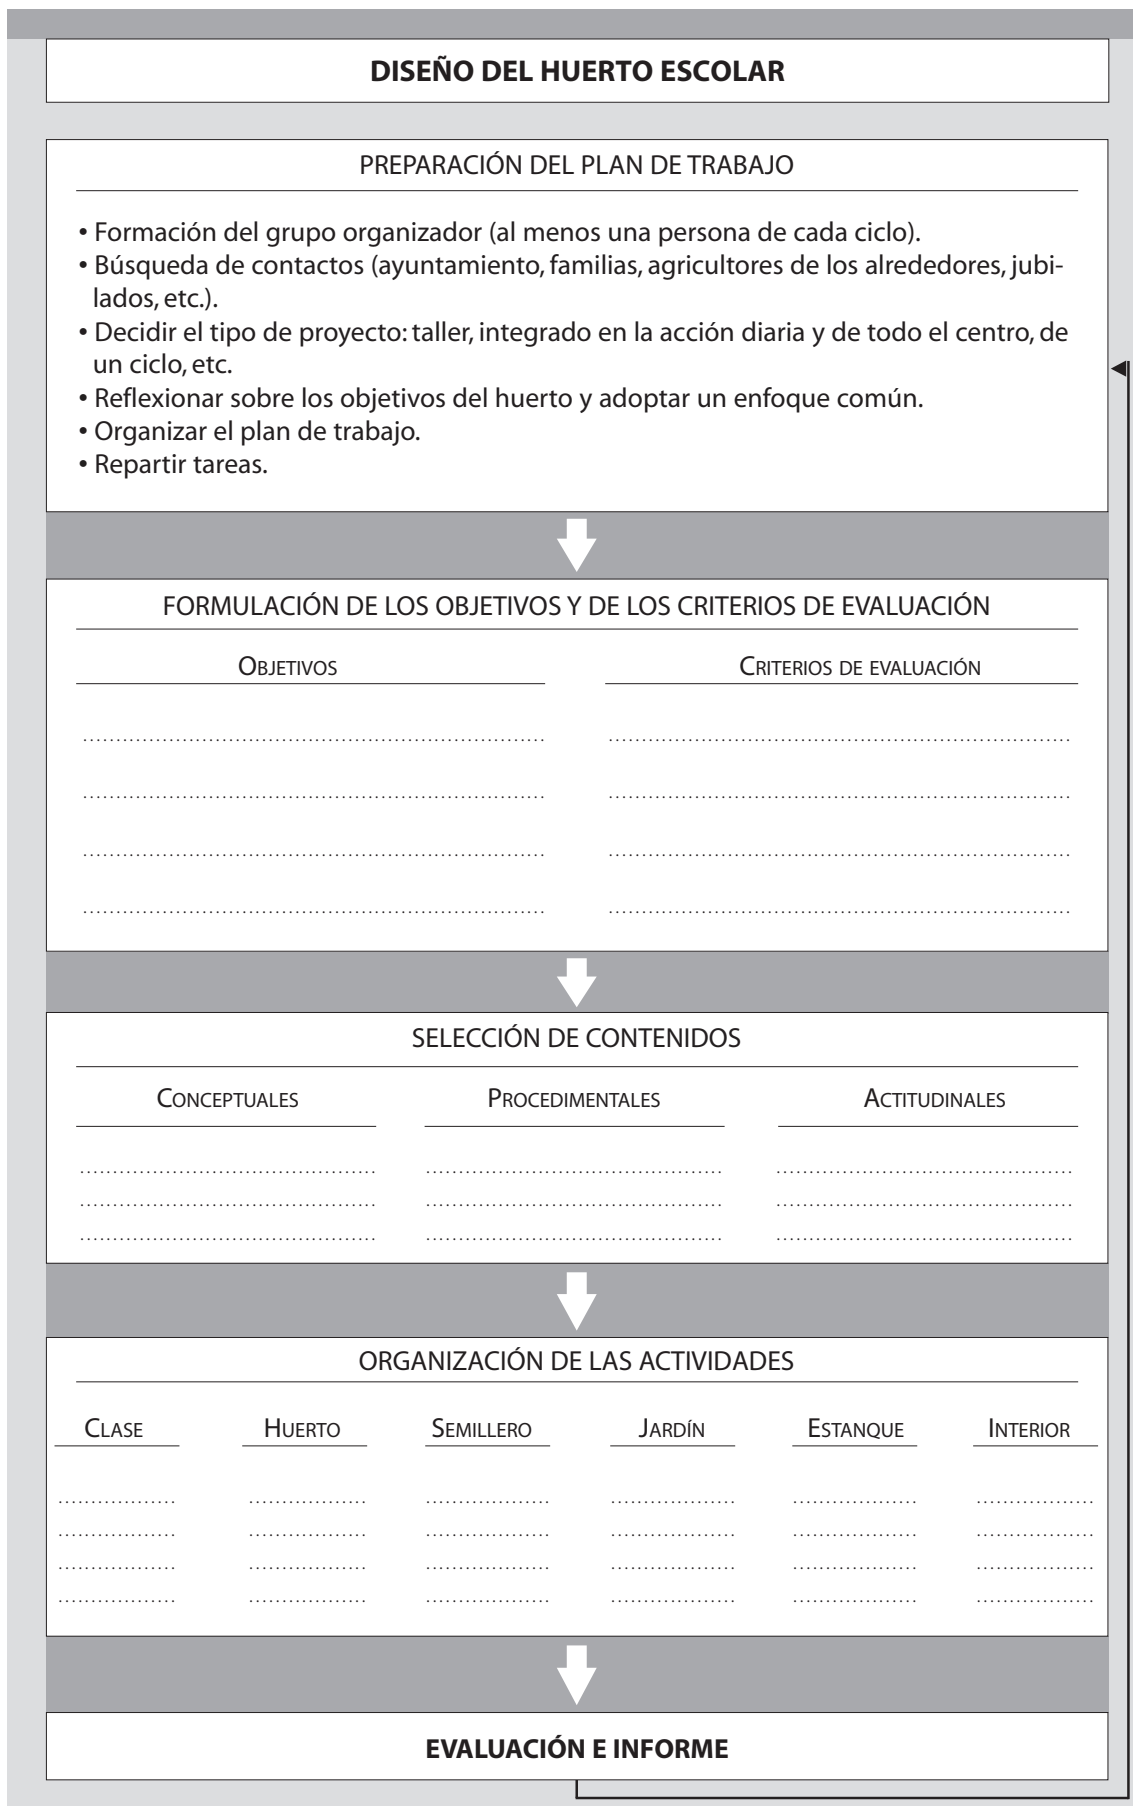 DISEÑO DEL HUERTO ESCOLAR
PREPARACIÓN DEL PLAN DE TRABAJO
• Formación del grupo organizador (al menos una persona de cada ciclo).
• Búsqueda de contactos (ayuntamiento, familias, agricultores de los alrededores, jubi-
lados, etc.).
• Decidir el tipo de proyecto: taller, integrado en la acción diaria y de todo el centro, de
un ciclo, etc.
• Reflexionar sobre los objetivos del huerto y adoptar un enfoque común.
• Organizar el plan de trabajo.
• Repartir tareas.
FORMULACIÓN DE LOS OBJETIVOS Y DE LOS CRITERIOS DE EVALUACIÓN
OBJETIVOS CRITERIOS DE EVALUACIÓN
SELECCIÓN DE CONTENIDOS
CONCEPTUALES PROCEDIMENTALES ACTITUDINALES
ORGANIZACIÓN DE LAS ACTIVIDADES
CLASE HUERTO SEMILLERO JARDÍN ESTANQUE INTERIOR
EVALUACIÓN E INFORME